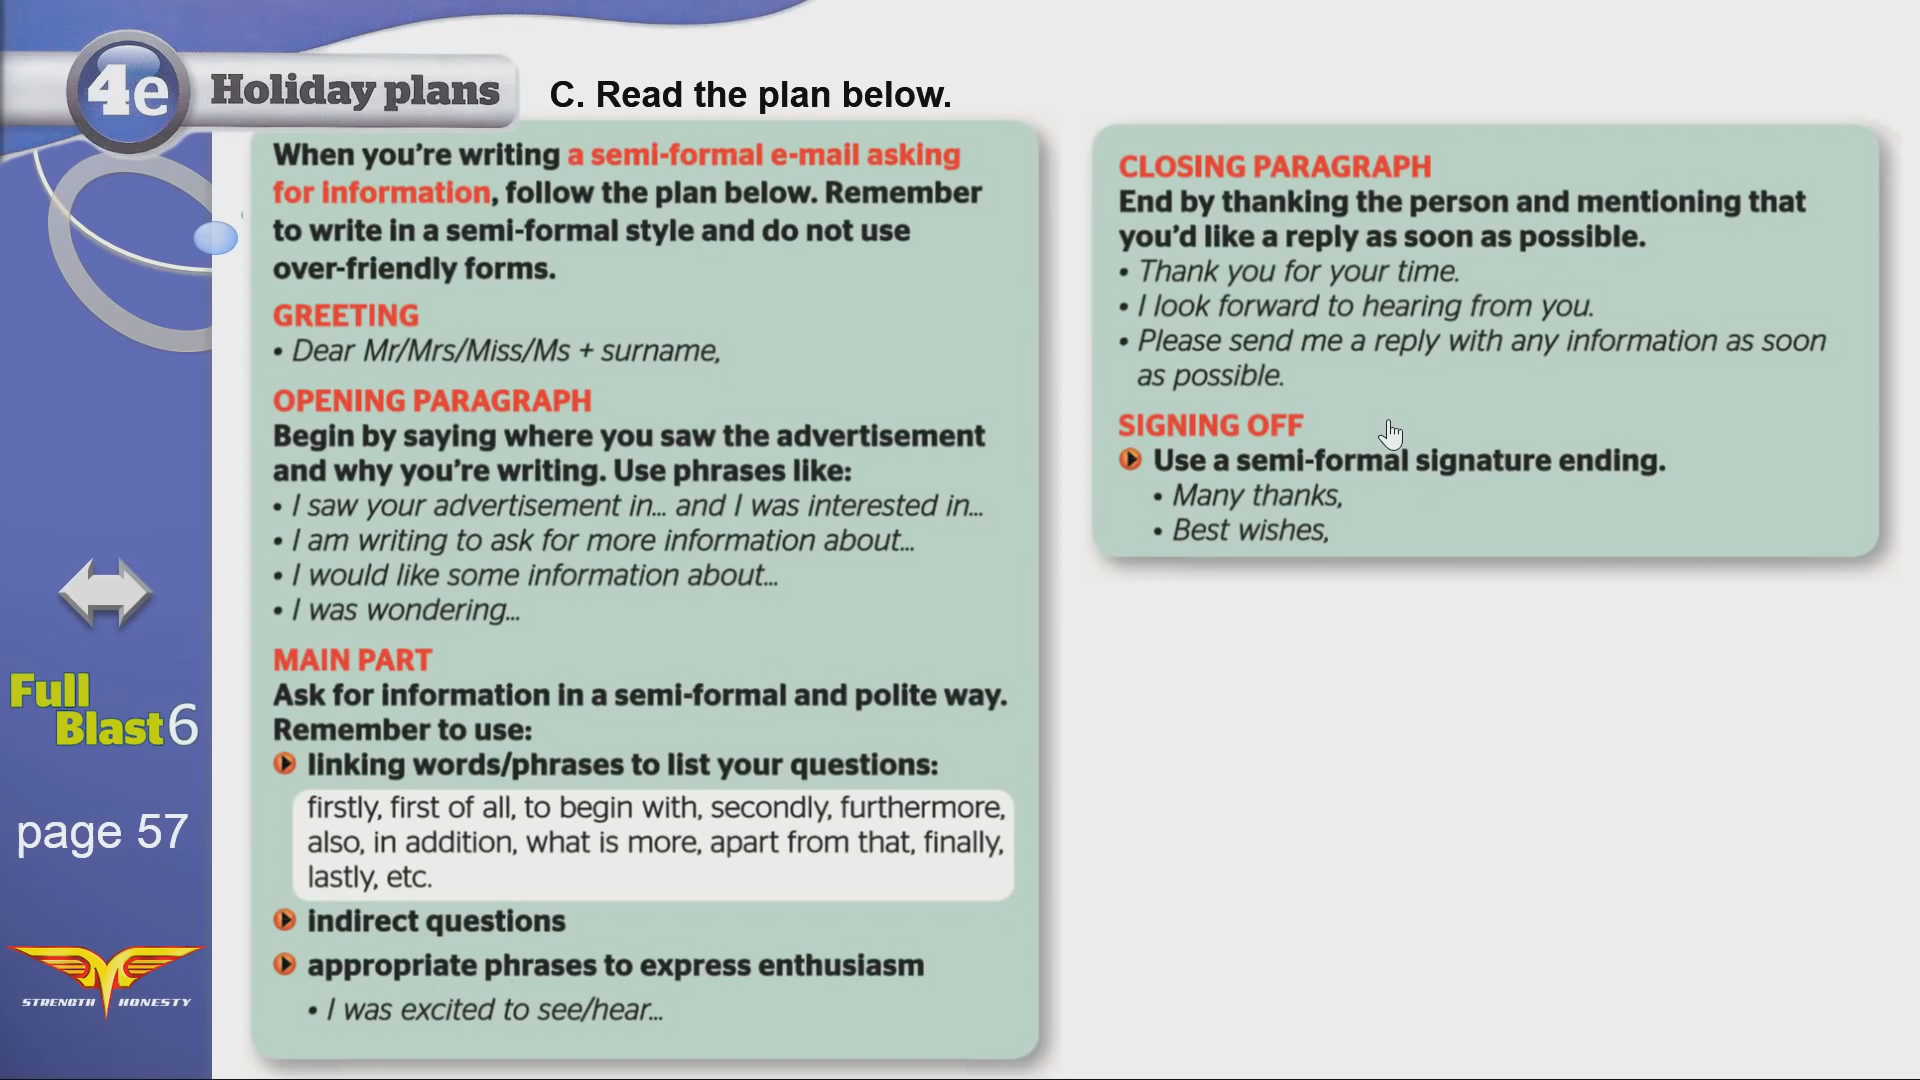 4e Holiday plans
C. Read the plan below.
When you're writing a semi-formal e-mail asking
for information, follow the plan below. Remember
to write in a semi-formal style and do not use
over-friendly forms.
GREETING
• Dear Mr/Mrs/Miss/Ms + surname,
OPENING PARAGRAPH
Begin by saying where you saw the advertisement
and why you're writing. Use phrases like:
• I saw your advertisement in... and I was interested in...
• I am writing to ask for more information about...
• I would like some information about...
• I was wondering...
MAIN PART
Ask for information in a semi-formal and polite way.
Remember to use:
linking words/phrases to list your questions:
firstly, first of all, to begin with, secondly, furthermore,
also, in addition, what is more, apart from that, finally,
lastly, etc.
indirect questions
appropriate phrases to express enthusiasm
• I was excited to see/hear...
CLOSING PARAGRAPH
End by thanking the person and mentioning that
you'd like a reply as soon as possible.
• Thank you for your time.
• I look forward to hearing from you.
• Please send me a reply with any information as soon
as possible.
SIGNING OFF
Use a semi-formal signature ending.
• Many thanks,
• Best wishes,
Full
Blast 6
page 57
STRENGTH HONESTY